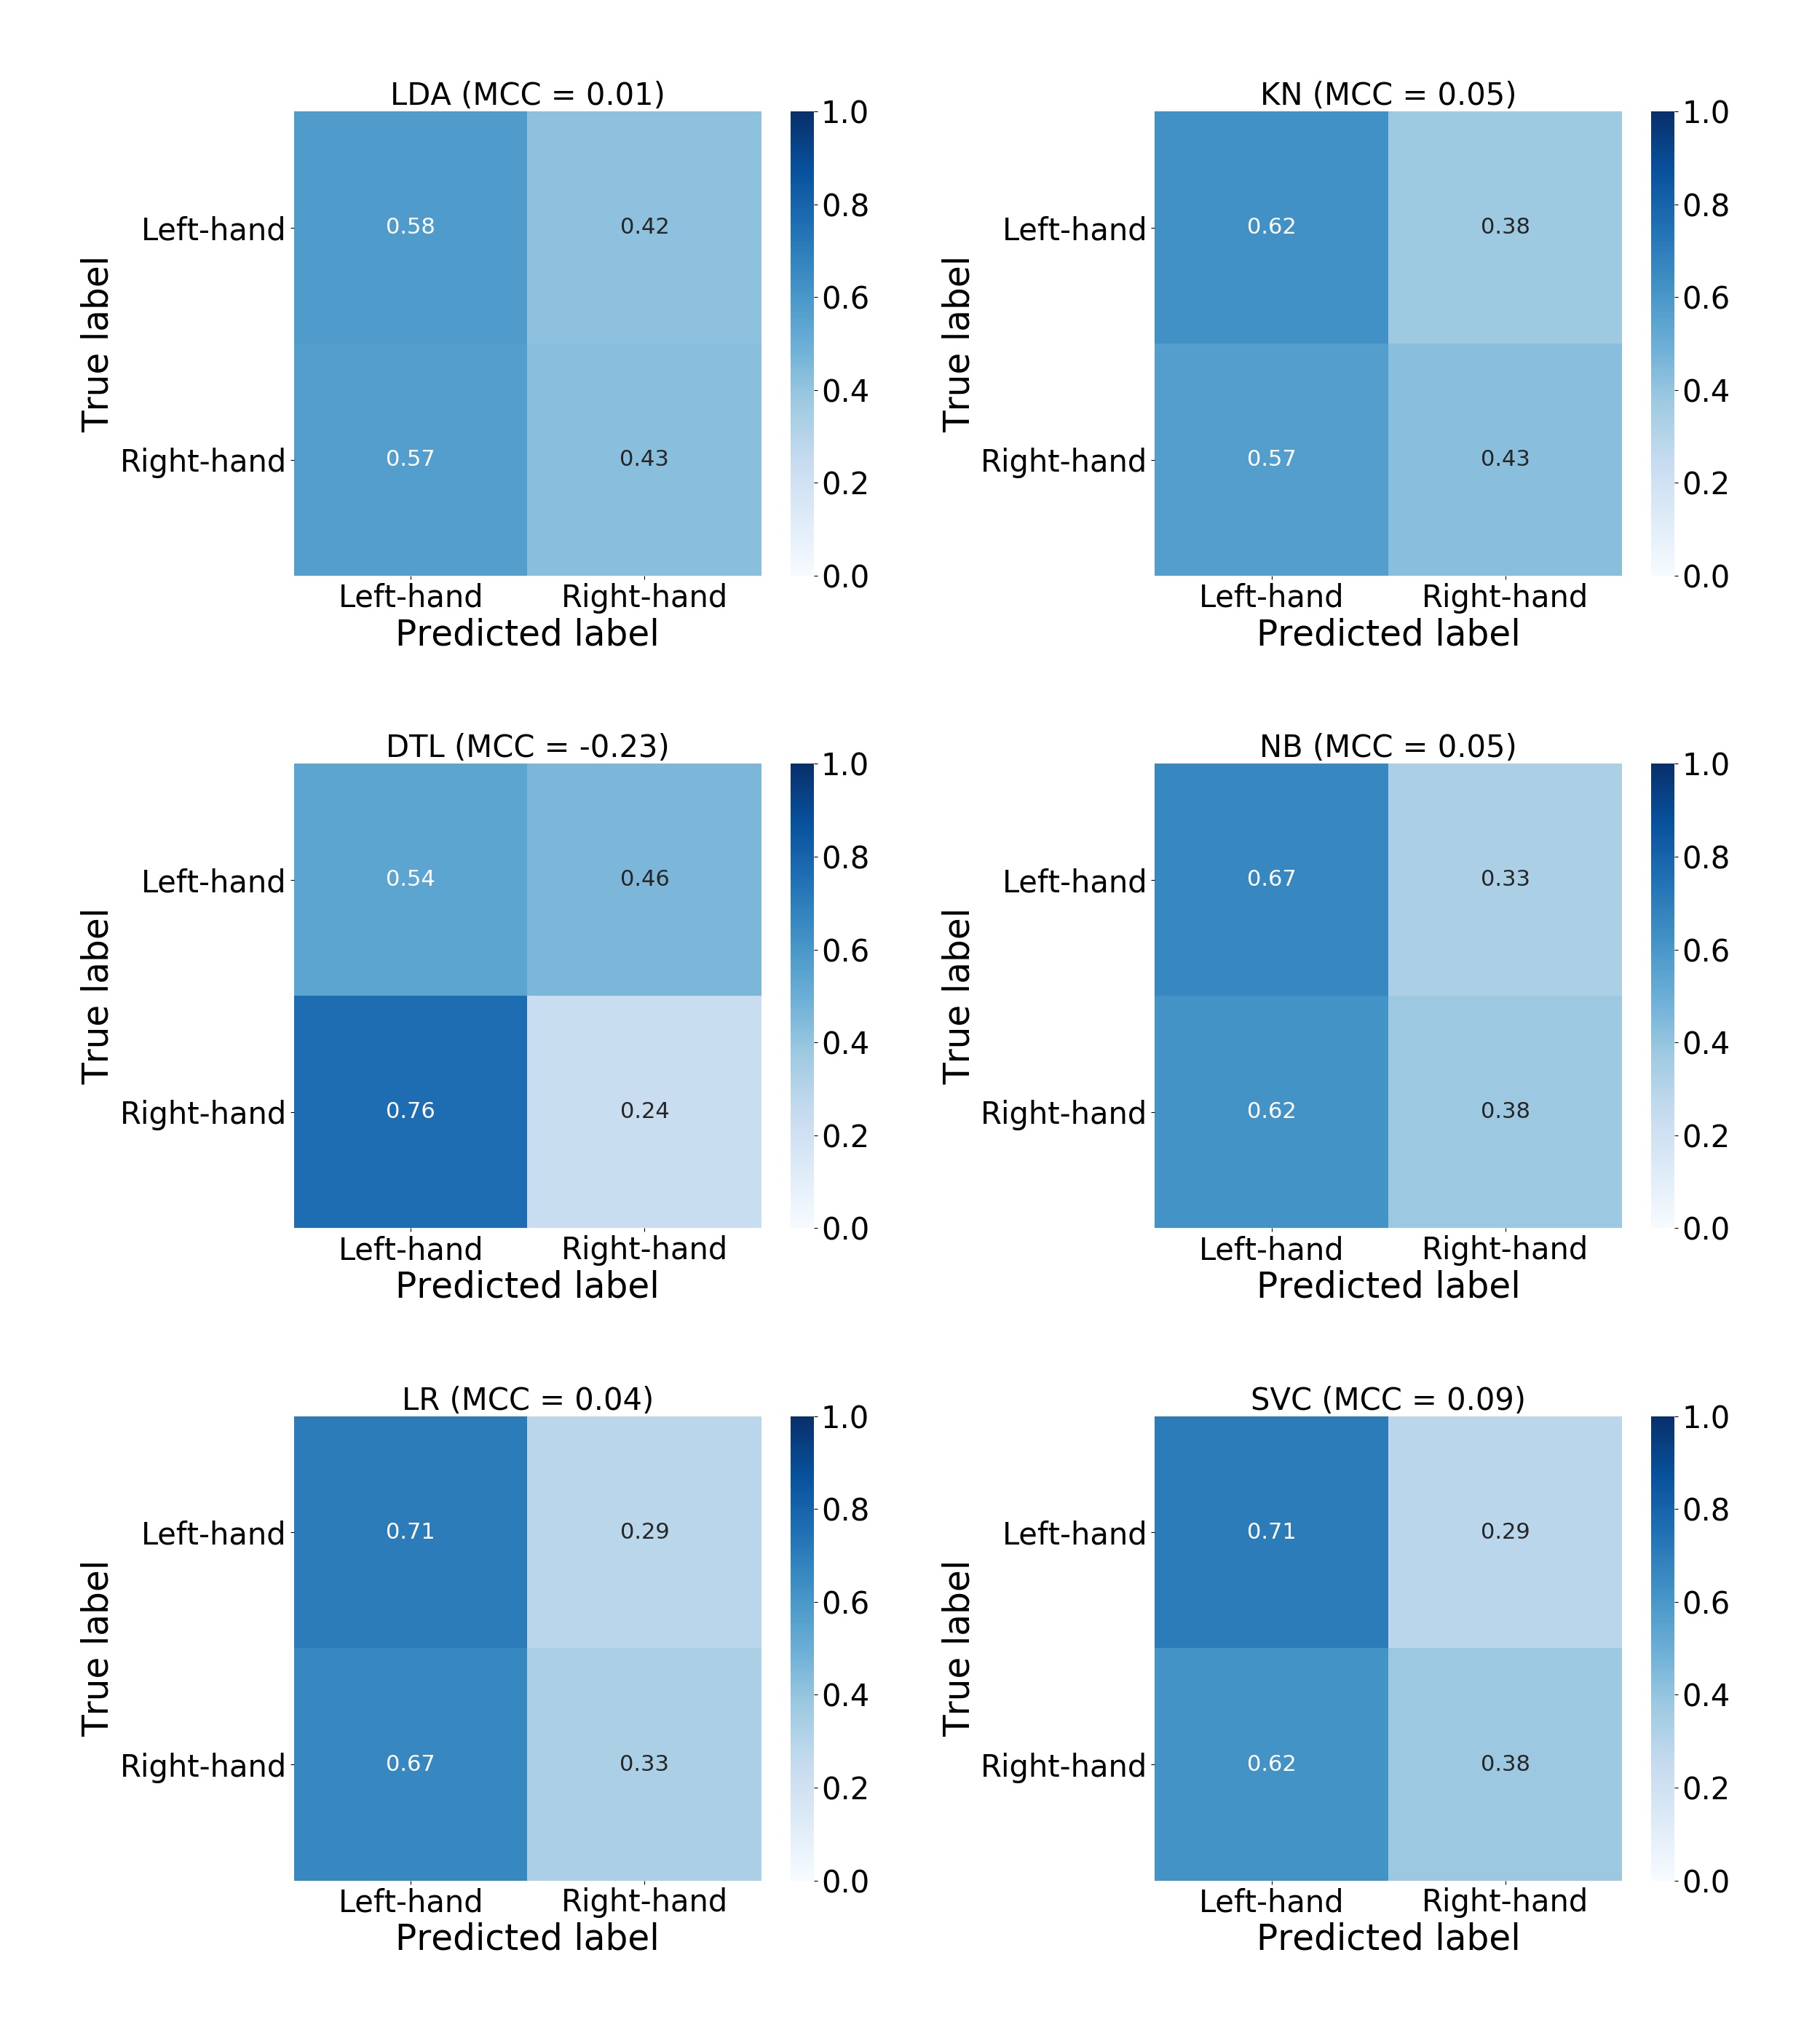 LDA (MCC = 0.01)
True label
Left-hand
Right-hand
0.58
0.42
0.57
0.43
Left-hand
Right-hand
Predicted label
1.0
0.8
0.6
0.4
0.2
0.0
KN (MCC = 0.05)
True label
Left-hand
Right-hand
0.62
0.38
0.57
0.43
Left-hand
Right-hand
Predicted label
1.0
0.8
0.6
0.4
0.2
0.0
DTL (MCC = -0.23)
True label
Left-hand
Right-hand
0.54
0.46
0.76
0.24
Left-hand
Right-hand
Predicted label
1.0
0.8
0.6
0.4
0.2
0.0
NB (MCC = 0.05)
True label
Left-hand
Right-hand
0.67
0.33
0.62
0.38
Left-hand
Right-hand
Predicted label
1.0
0.8
0.6
0.4
0.2
0.0
LR (MCC = 0.04)
True label
Left-hand
Right-hand
0.71
0.29
0.67
0.33
Left-hand
Right-hand
Predicted label
1.0
0.8
0.6
0.4
0.2
0.0
SVC (MCC = 0.09)
True label
Left-hand
Right-hand
0.71
0.29
0.62
0.38
Left-hand
Right-hand
Predicted label
1.0
0.8
0.6
0.4
0.2
0.0